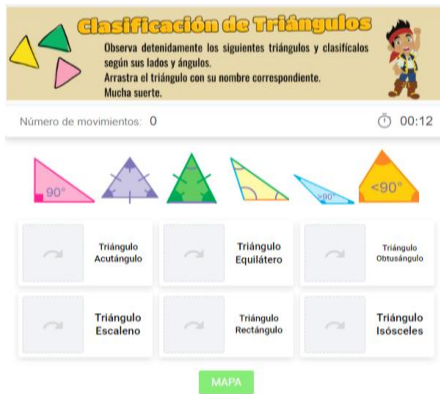 Clasificación de Triángulos
Observa detenidamente los siguientes triángulos y clasifícalos
según sus lados y ángulos.
Arrastra el triángulo con su nombre correspondiente.
Mucha suerte.
Número de movimientos: 0
00:12
90°
>90°
<90°
Triángulo
Acutángulo
Triángulo
Equilátero
Triángulo
Obtusángulo
Triángulo
Escaleno
Triángulo
Rectángulo
Triángulo
Isósceles
MAPA